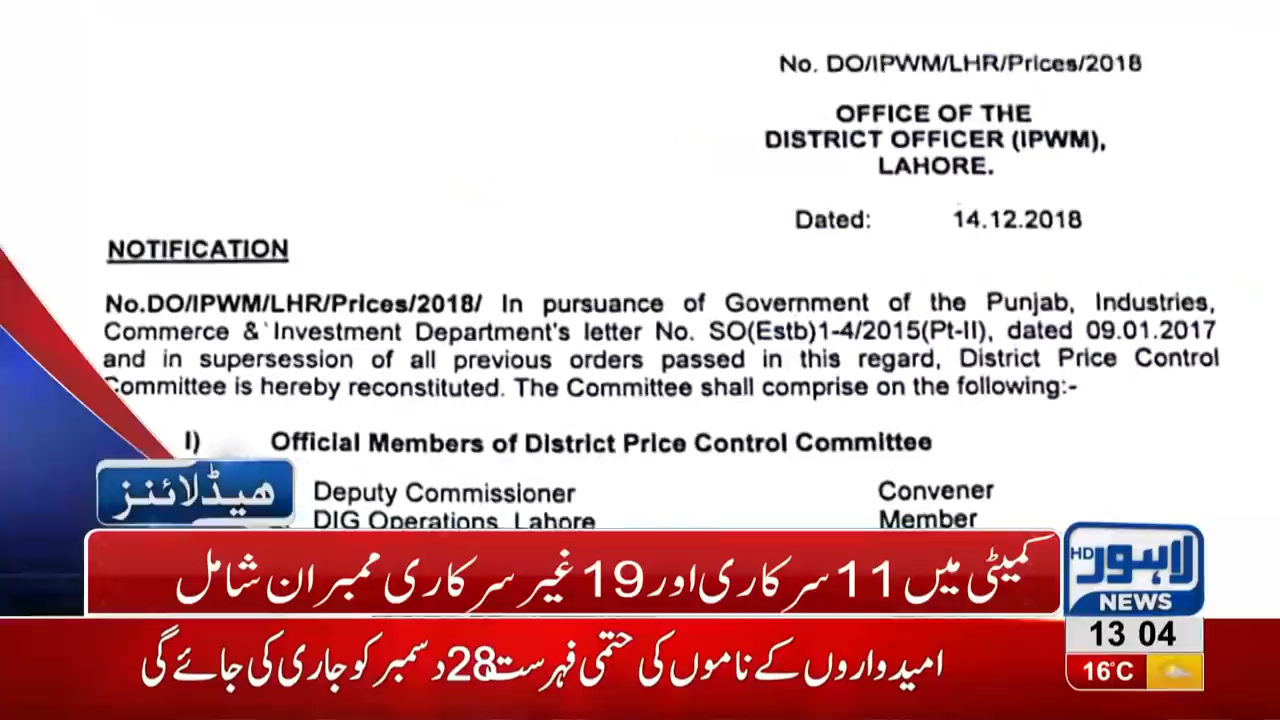 No. DO/IPWM/LHR/Prices/2018
OFFICE OF THE
DISTRICT OFFICER (IPWM),
LAHORE.
Dated: 14.12.2018
NOTIFICATION
No.DO/IPWM/LHR/Prices/2018/ In pursuance of Government of the Punjab, Industries,
Commerce & Investment Department's letter No. SO(Estb)1-4/2015(Pt-II), dated 09.01.2017
and in supersession of all previous orders passed in this regard, District Price Control
Committee is hereby reconstituted. The Committee shall comprise on the following:-
I) Official Members of District Price Control Committee
Deputy Commissioner Convener
DIG Operations, Lahore Member
ھیڈلائنز
کمیٹی میں 11 سرکاری اور 19 غیر سرکاری ممبران شامل
امیدواروں کے ناموں کی حتمی فہرست 28 دسمبر کو جاری کی جائے گی
لاہور HD
NEWS
13 04
16°C